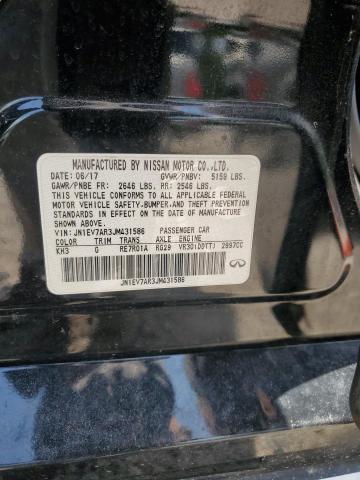 MANUFACTURED BY NISSAN MOTOR CO.,LTD.
DATE: 06/17 GVWR/PNBV: 5159 LBS.
GAWR/PNBE FR: 2646 LBS. RR: 2546 LBS.
THIS VEHICLE CONFORMS TO ALL APPLICABLE FEDERAL
MOTOR VEHICLE SAFETY,BUMPER,AND THEFT PREVENTION
STANDARDS IN EFFECT ON THE DATE OF MANUFACTURE
SHOWN ABOVE.
VIN: JN1EV7AR3JM431586 PASSENGER CAR
COLOR TRIM TRANS AXLE ENGINE
KH3 G RE7R01A RG29 VR30(DDTT) 2997CC
JN1EV7AR3JM431586